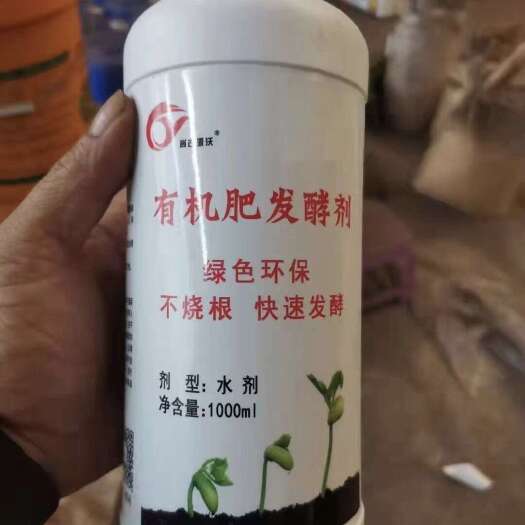 有机肥发酵剂
绿色环保
不烧根 快速发酵
剂 型：水 剂
净含量：1000ml